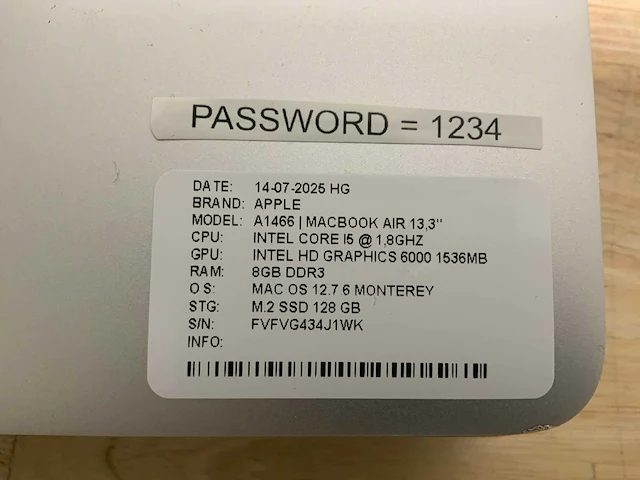 PASSWORD = 1234
DATE: 14-07-2025 HG
BRAND: APPLE
MODEL: A1466 | MACBOOK AIR 13,3"
CPU: INTEL CORE I5 @ 1,8GHZ
GPU: INTEL HD GRAPHICS 6000 1536MB
RAM: 8GB DDR3
O S: MAC OS 12.7 6 MONTEREY
STG: M.2 SSD 128 GB
S/N: FVFVG434J1WK
INFO: